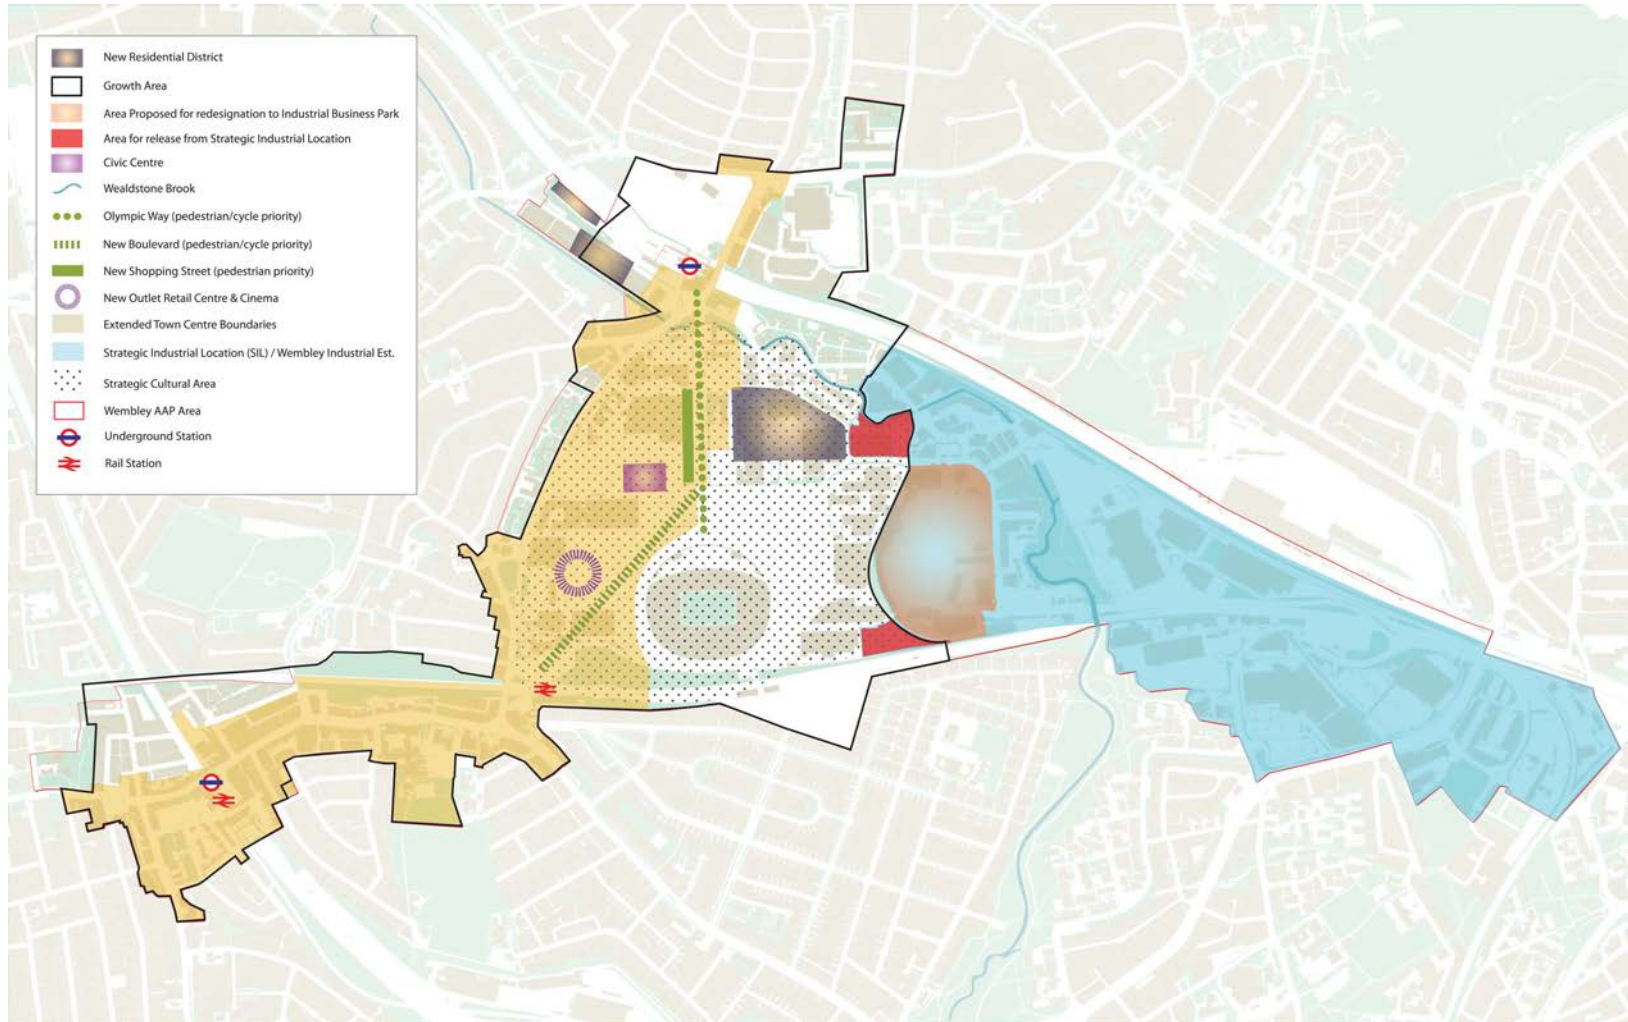 New Residential District
Growth Area
Area Proposed for redesignation to Industrial Business Park
Area for release from Strategic Industrial Location
Civic Centre
Wealdstone Brook
Olympic Way (pedestrian/cycle priority)
New Boulevard (pedestrian/cycle priority)
New Shopping Street (pedestrian priority)
New Outlet Retail Centre & Cinema
Extended Town Centre Boundaries
Strategic Industrial Location (SIL) / Wembley Industrial Est.
Strategic Cultural Area
Wembley AAP Area
Underground Station
Rail Station